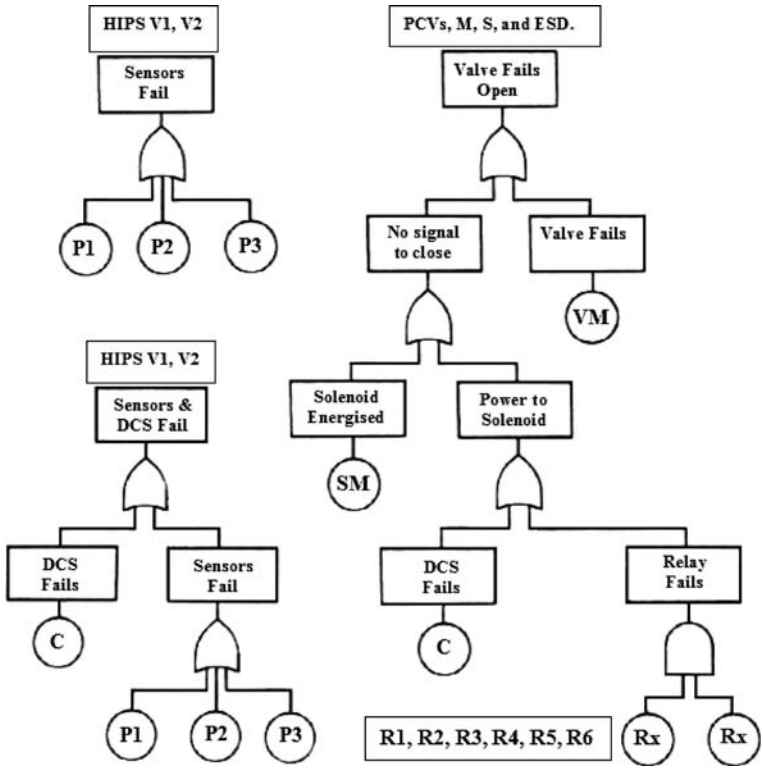 HIPS V1, V2
Sensors
Fail
P1
P2
P3
PCVs, M, S, and ESD.
Valve Fails
Open
No signal
to close
Valve Fails
VM
Solenoid
Energised
Power to
Solenoid
SM
DCS
Fails
Relay
Fails
C
Rx
Rx
R1, R2, R3, R4, R5, R6
HIPS V1, V2
Sensors &
DCS Fail
DCS
Fails
Sensors
Fail
C
P1
P2
P3